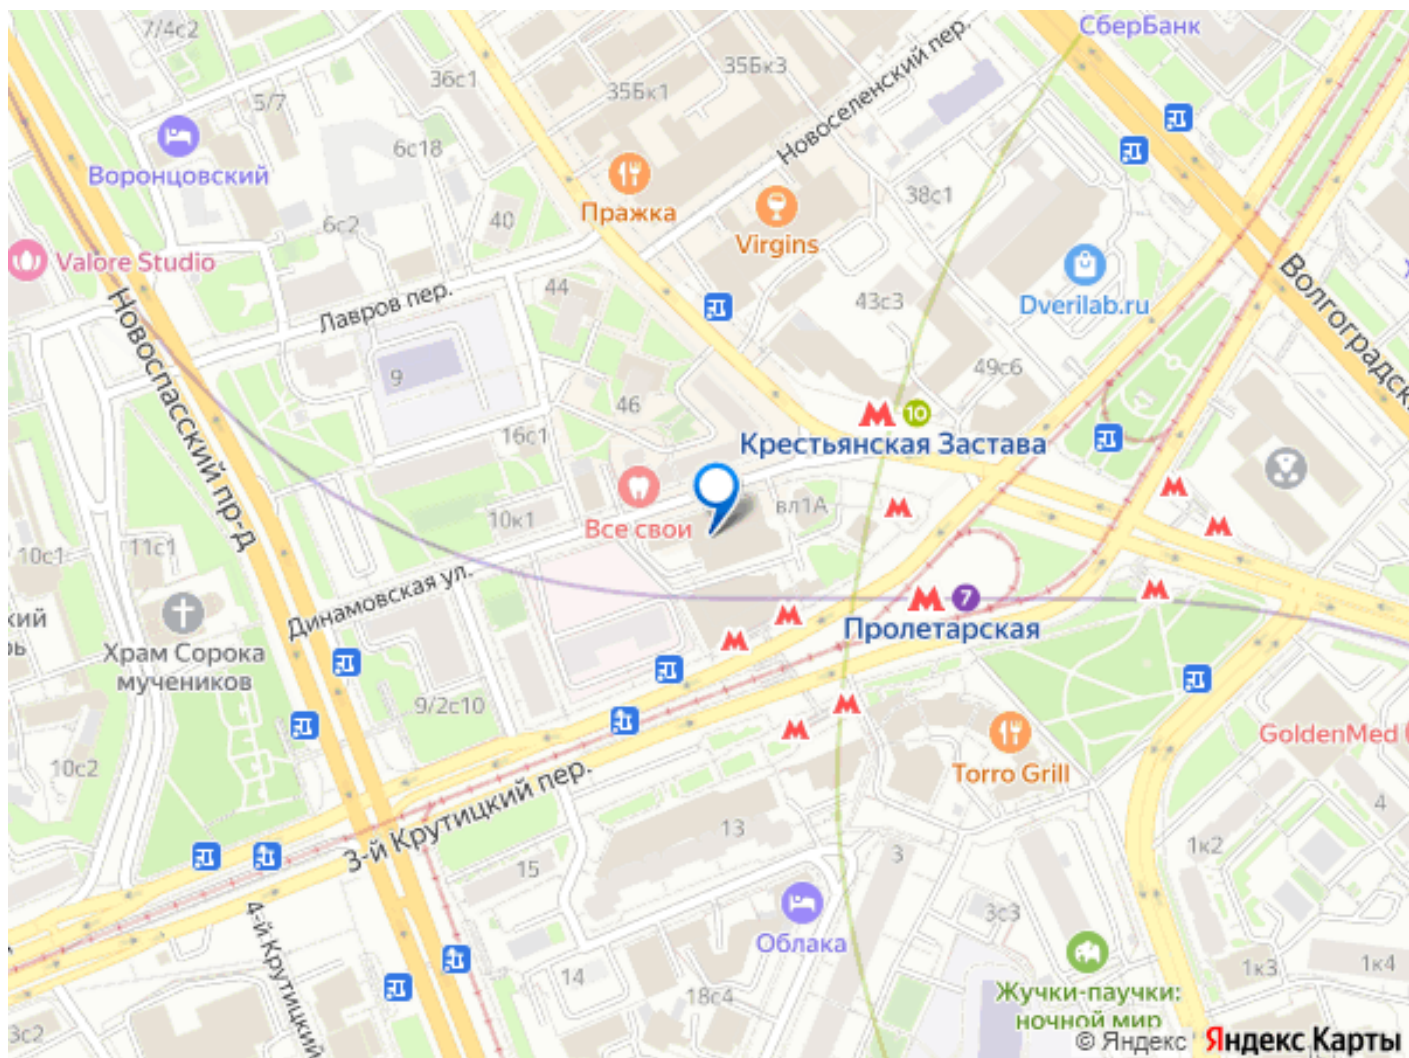 7/4с2
СберБанк
36с1
35Бк3
35Бк1
5/7
Новоселенский пер.
6с18
Воронцовский
38с1
Пражка
40
6с2
Virgins
Valore Studio
44
43с3
Dverilab.ru
Волгоградски
Лавров пер.
Новоспасский пр-д
9
49с6
46
10
Крестьянская Застава
16с1
вл1А
10к1
Все свои
10с1
11с1
Динамовская ул.
7
Пролетарская
кий
рь
Храм Сорока
мучеников
9/2с10
GoldenMed
10с2
Torro Grill
3-й Крутицкий пер.
13
4
15
3
1к2
4-й Крутицкий
3с3
Облака
14
18с4
1к3
1к4
Жучки-паучки:
ночной мир
3с2
© Яндекс Яндекс Карты